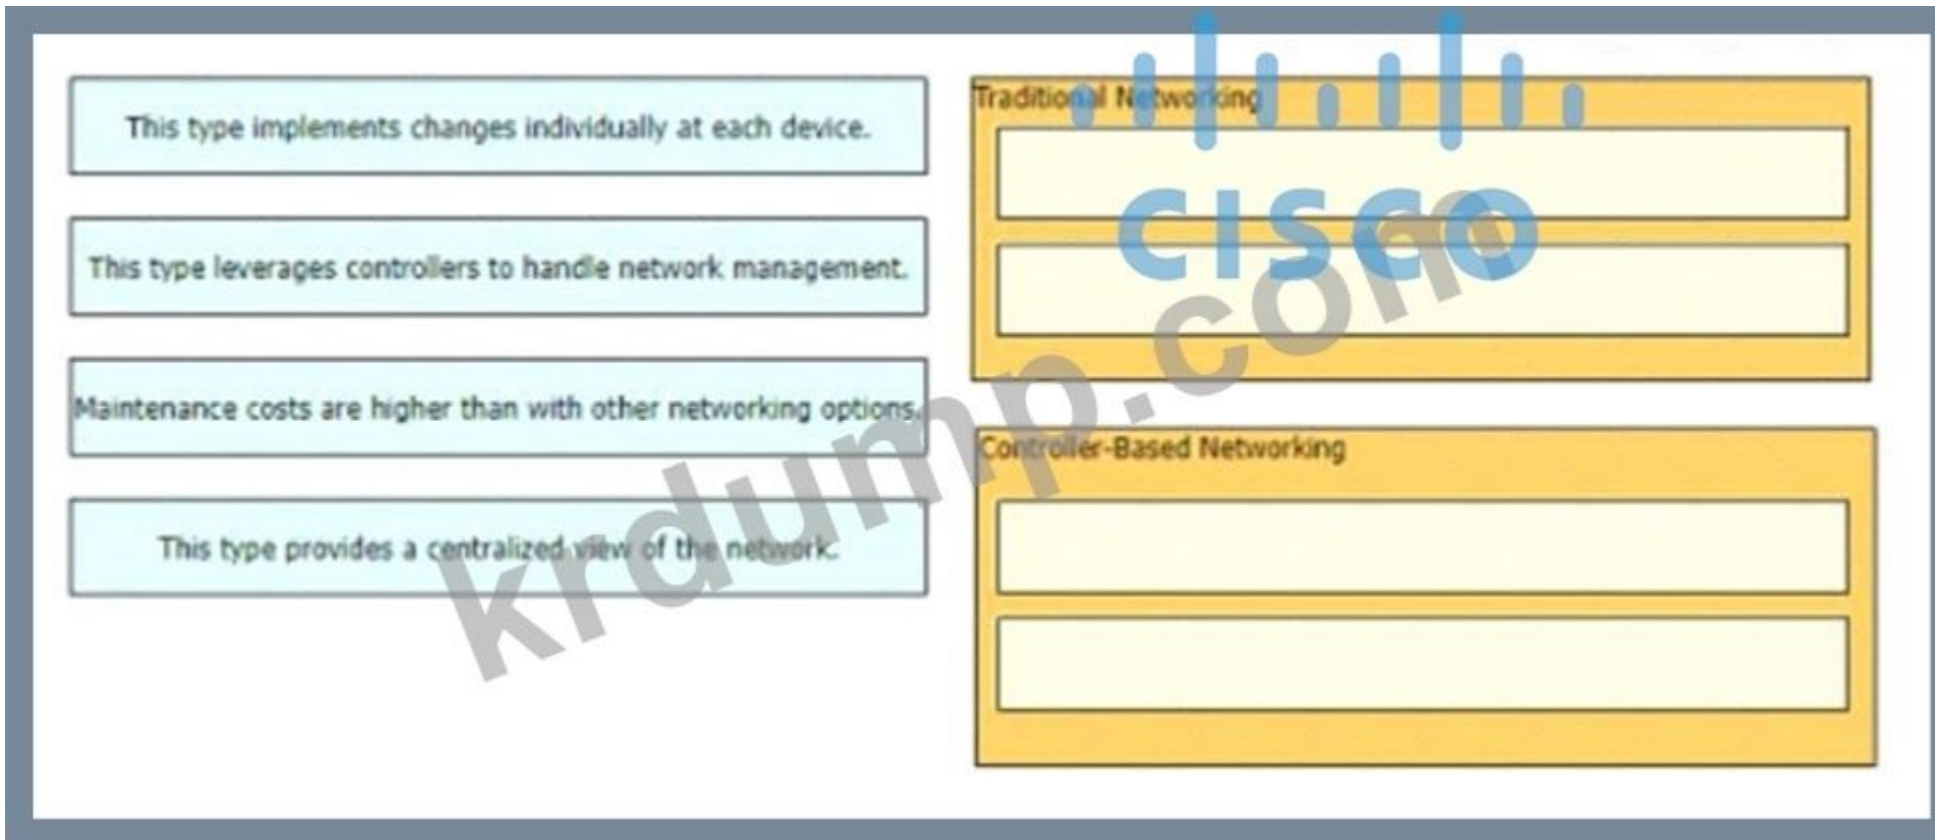 This type implements changes individually at each device.
This type leverages controllers to handle network management.
Maintenance costs are higher than with other networking options.
This type provides a centralized view of the network.
Traditional Networking
CISCO
Controller-Based Networking
krdump.com